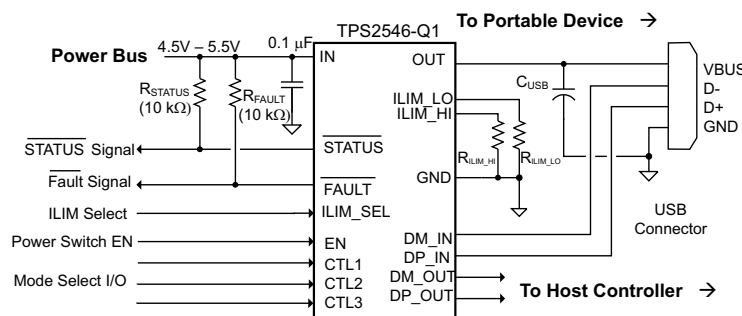 To Portable Device →
TPS2546-Q1
Power Bus
4.5V – 5.5V
0.1 µF
IN
OUT
VBUS
D-
D+
GND
CUSB
RSTATUS
(10 kΩ)
RFAULT
(10 kΩ)
ILIM_LO
ILIM_HI
STATUS Signal
STATUS
RILIM_HI
RILIM_LO
Fault Signal
FAULT
GND
ILIM Select
ILIM_SEL
USB
Connector
Power Switch EN
EN
DM_IN
DP_IN
Mode Select I/O
CTL1
CTL2
CTL3
DM_OUT
DP_OUT
To Host Controller →